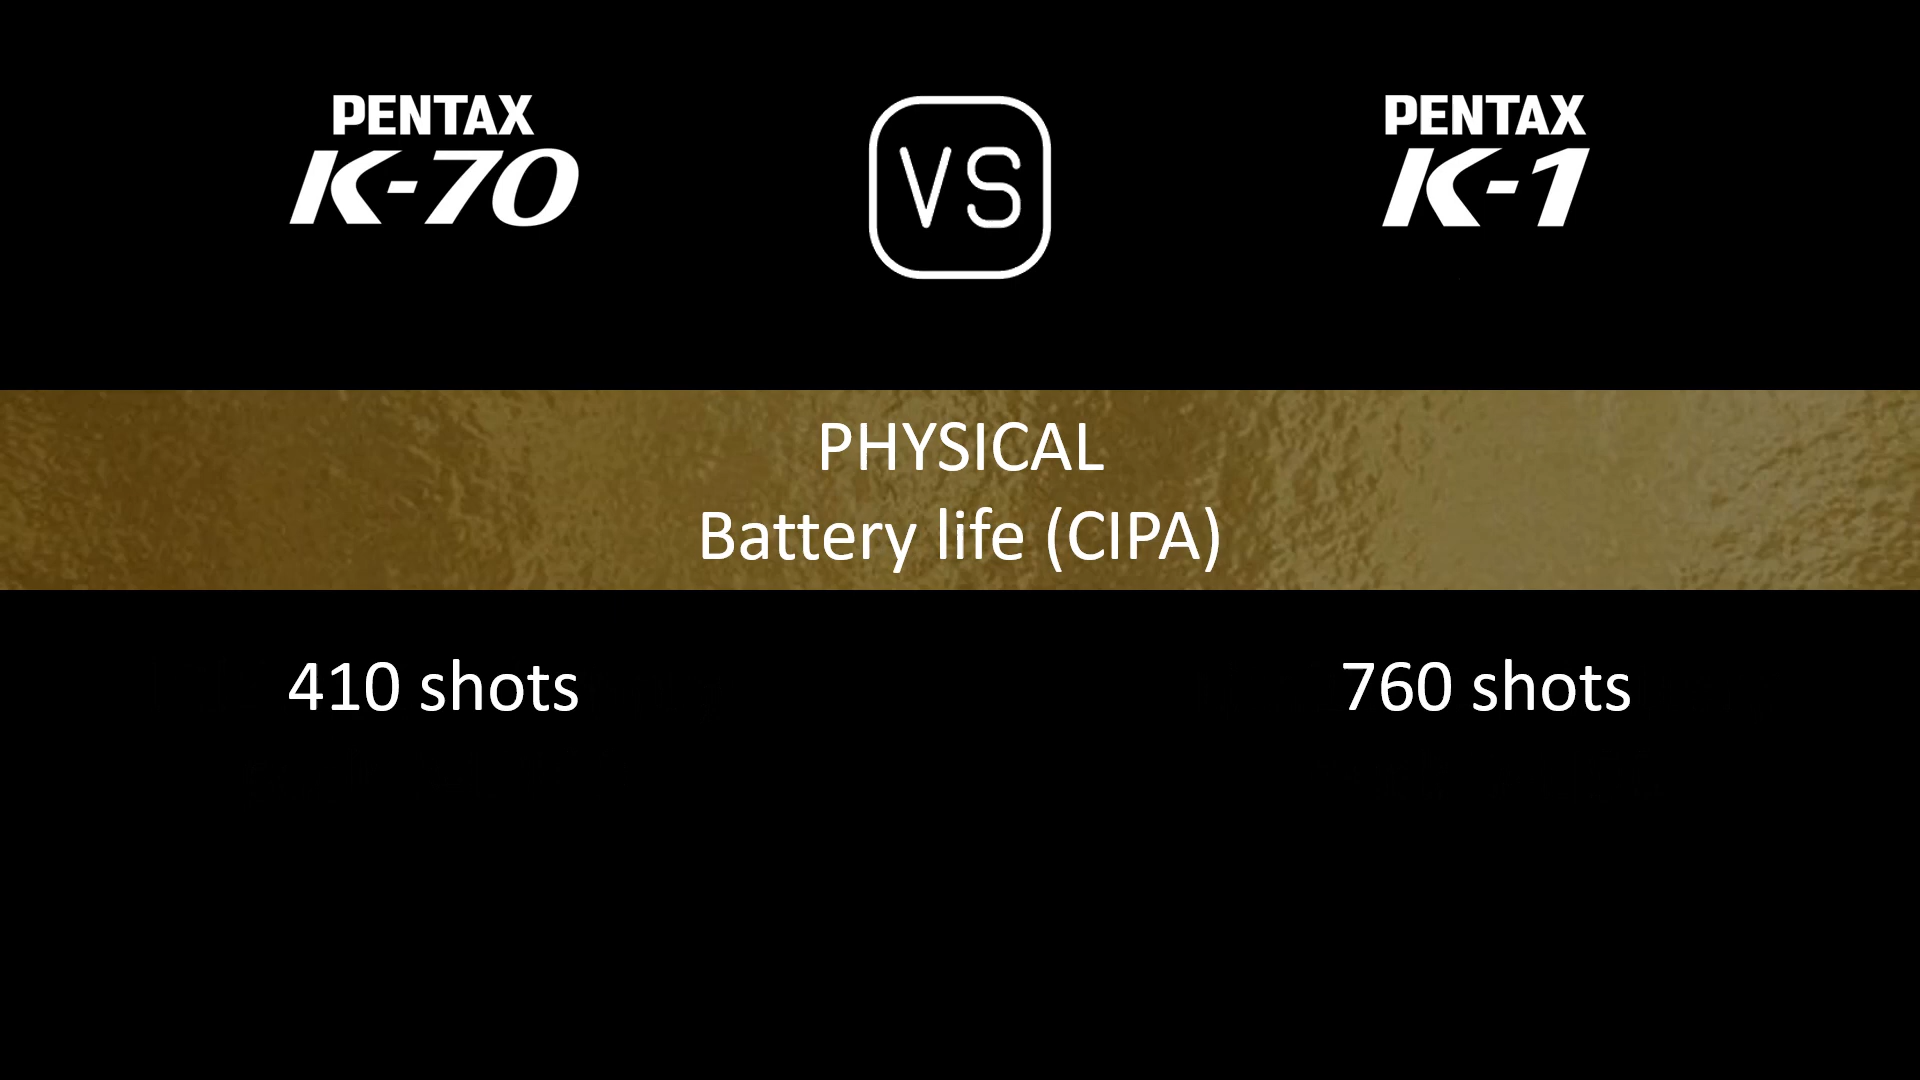 PENTAX
K-70
VS
PENTAX
K-1
PHYSICAL
Battery life (CIPA)
410 shots
760 shots